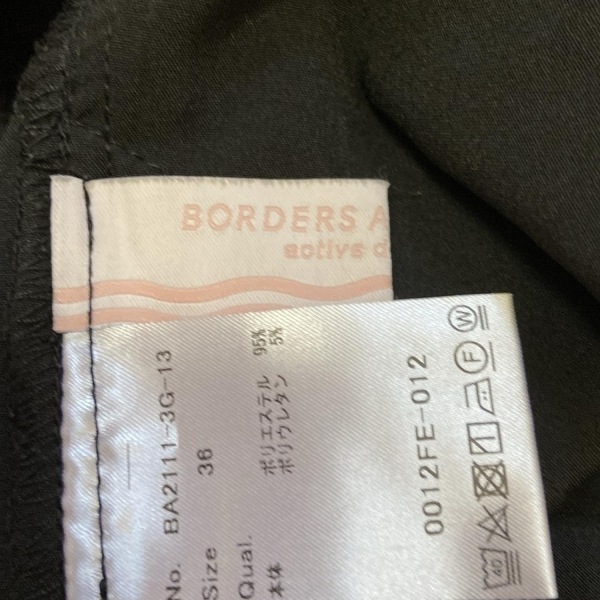 BORDERS A
active d
No. BA2111-3G-13
Size 36
Qual.
本体 ポリエステル 95%
ポリウレタン 5%
0012FE-012
40
F
W